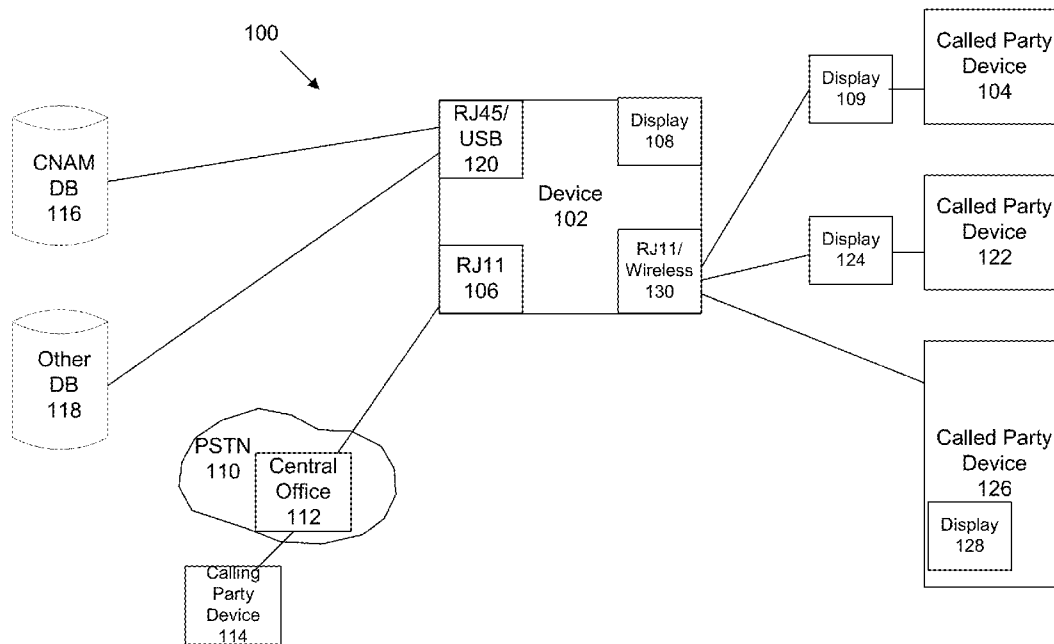 100
CNAM
DB
116
Other
DB
118
RJ45/
USB
120
Display
108
Device
102
RJ11
106
RJ11/
Wireless
130
PSTN
110
Central
Office
112
Calling
Party
Device
114
Display
109
Called Party
Device
104
Display
124
Called Party
Device
122
Called Party
Device
126
Display
128